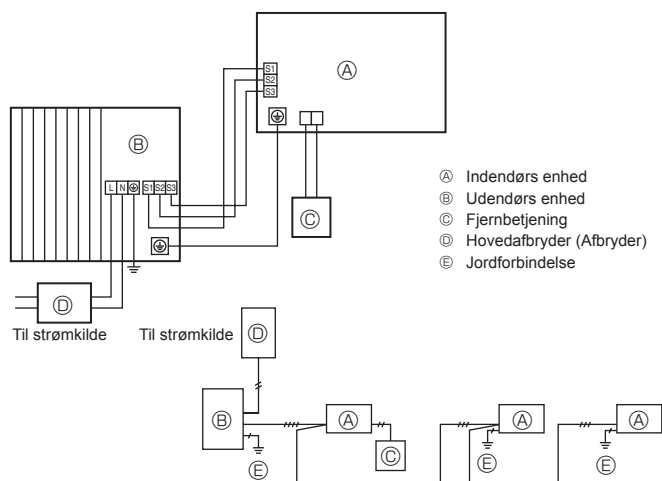 S1
S2
S3
Ⓐ
Ⓑ
L N S1 S2 S3
Ⓒ
Ⓐ Indendørs enhed
Ⓑ Udendørs enhed
Ⓒ Fjernbetjening
Ⓓ Hovedafbryder (Afbryder)
Ⓔ Jordforbindelse
Ⓓ
Til strømkilde
Til strømkilde
Ⓓ
Ⓑ
Ⓐ
Ⓐ
Ⓐ
Ⓒ
Ⓔ
Ⓔ
Ⓔ